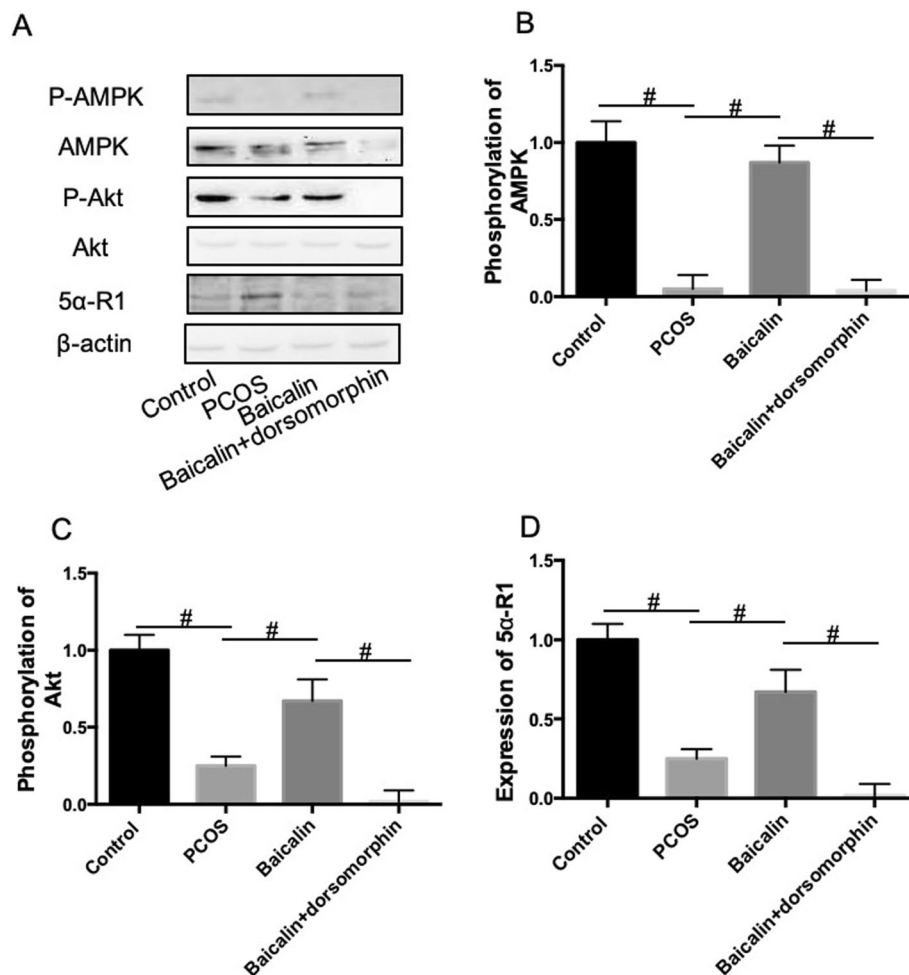 A
P-AMPK
AMPK
P-Akt
Akt
5α-R1
β-actin
Control
PCOS
Baicalin
Baicalin+dorsomorphin
B
Phosphorylation of
AMPK
1.5
1.0
0.5
0.0
#
#
#
Control
PCOS
Baicalin
Baicalin+dorsomorphin
C
Phosphorylation of
Akt
1.5
1.0
0.5
0.0
#
#
#
Control
PCOS
Baicalin
Baicalin+dorsomorphin
D
Expression of 5α-R1
1.5
1.0
0.5
0.0
#
#
#
Control
PCOS
Baicalin
Baicalin+dorsomorphin